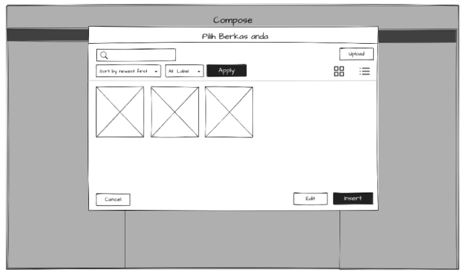 Compose
Pilih Berkas anda
Upload
Sort by newest first
All Label
Apply
Cancel
Edit
Insert